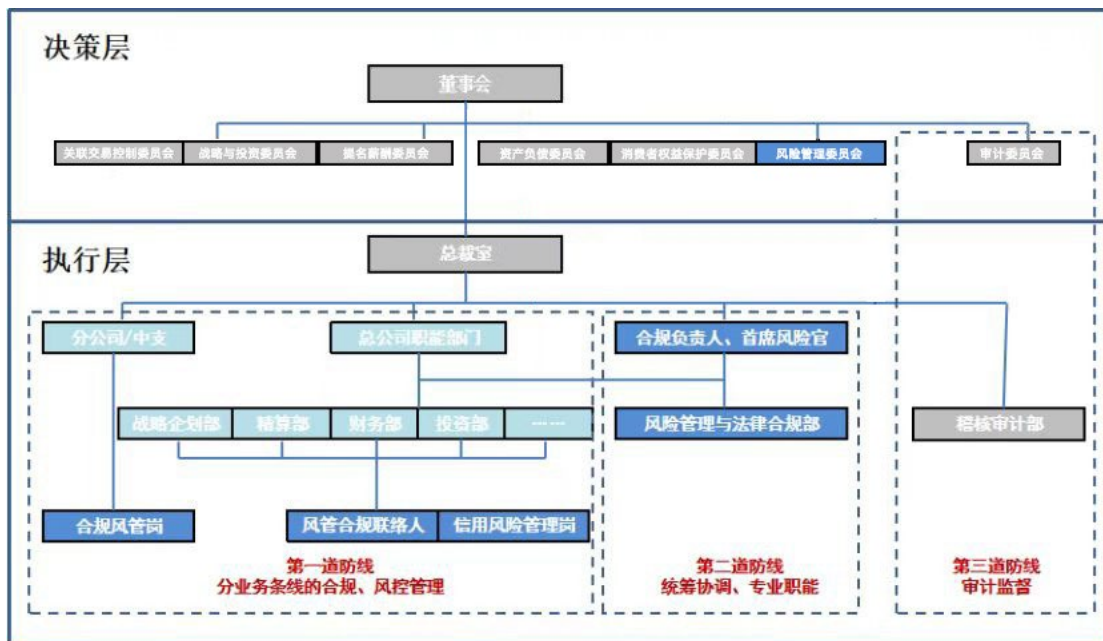 决策层
董事会
关联交易控制委员会 战略与投资委员会 提名薪酬委员会 资产负债委员会 消费者权益保护委员会 风险管理委员会 审计委员会
执行层
总裁室
分公司/中支 总公司职能部门 合规负责人、首席风险官
战略企划部 精算部 财务部 投资部 …… 风险管理与法律合规部 稽核审计部
合规风管岗 风管合规联络人 信用风险管理岗
第一道防线 第二道防线 第三道防线
分业务条线的合规、风控管理 统筹协调、专业职能 审计监督